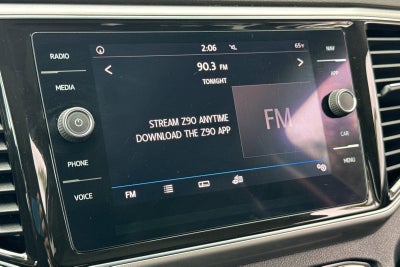 RADIO
MEDIA
PHONE
VOICE
2:06
65°F
90.3 FM
TONIGHT
STREAM Z90 ANYTIME
DOWNLOAD THE Z90 APP
FM
FM
NAV
APP
CAR
MENU